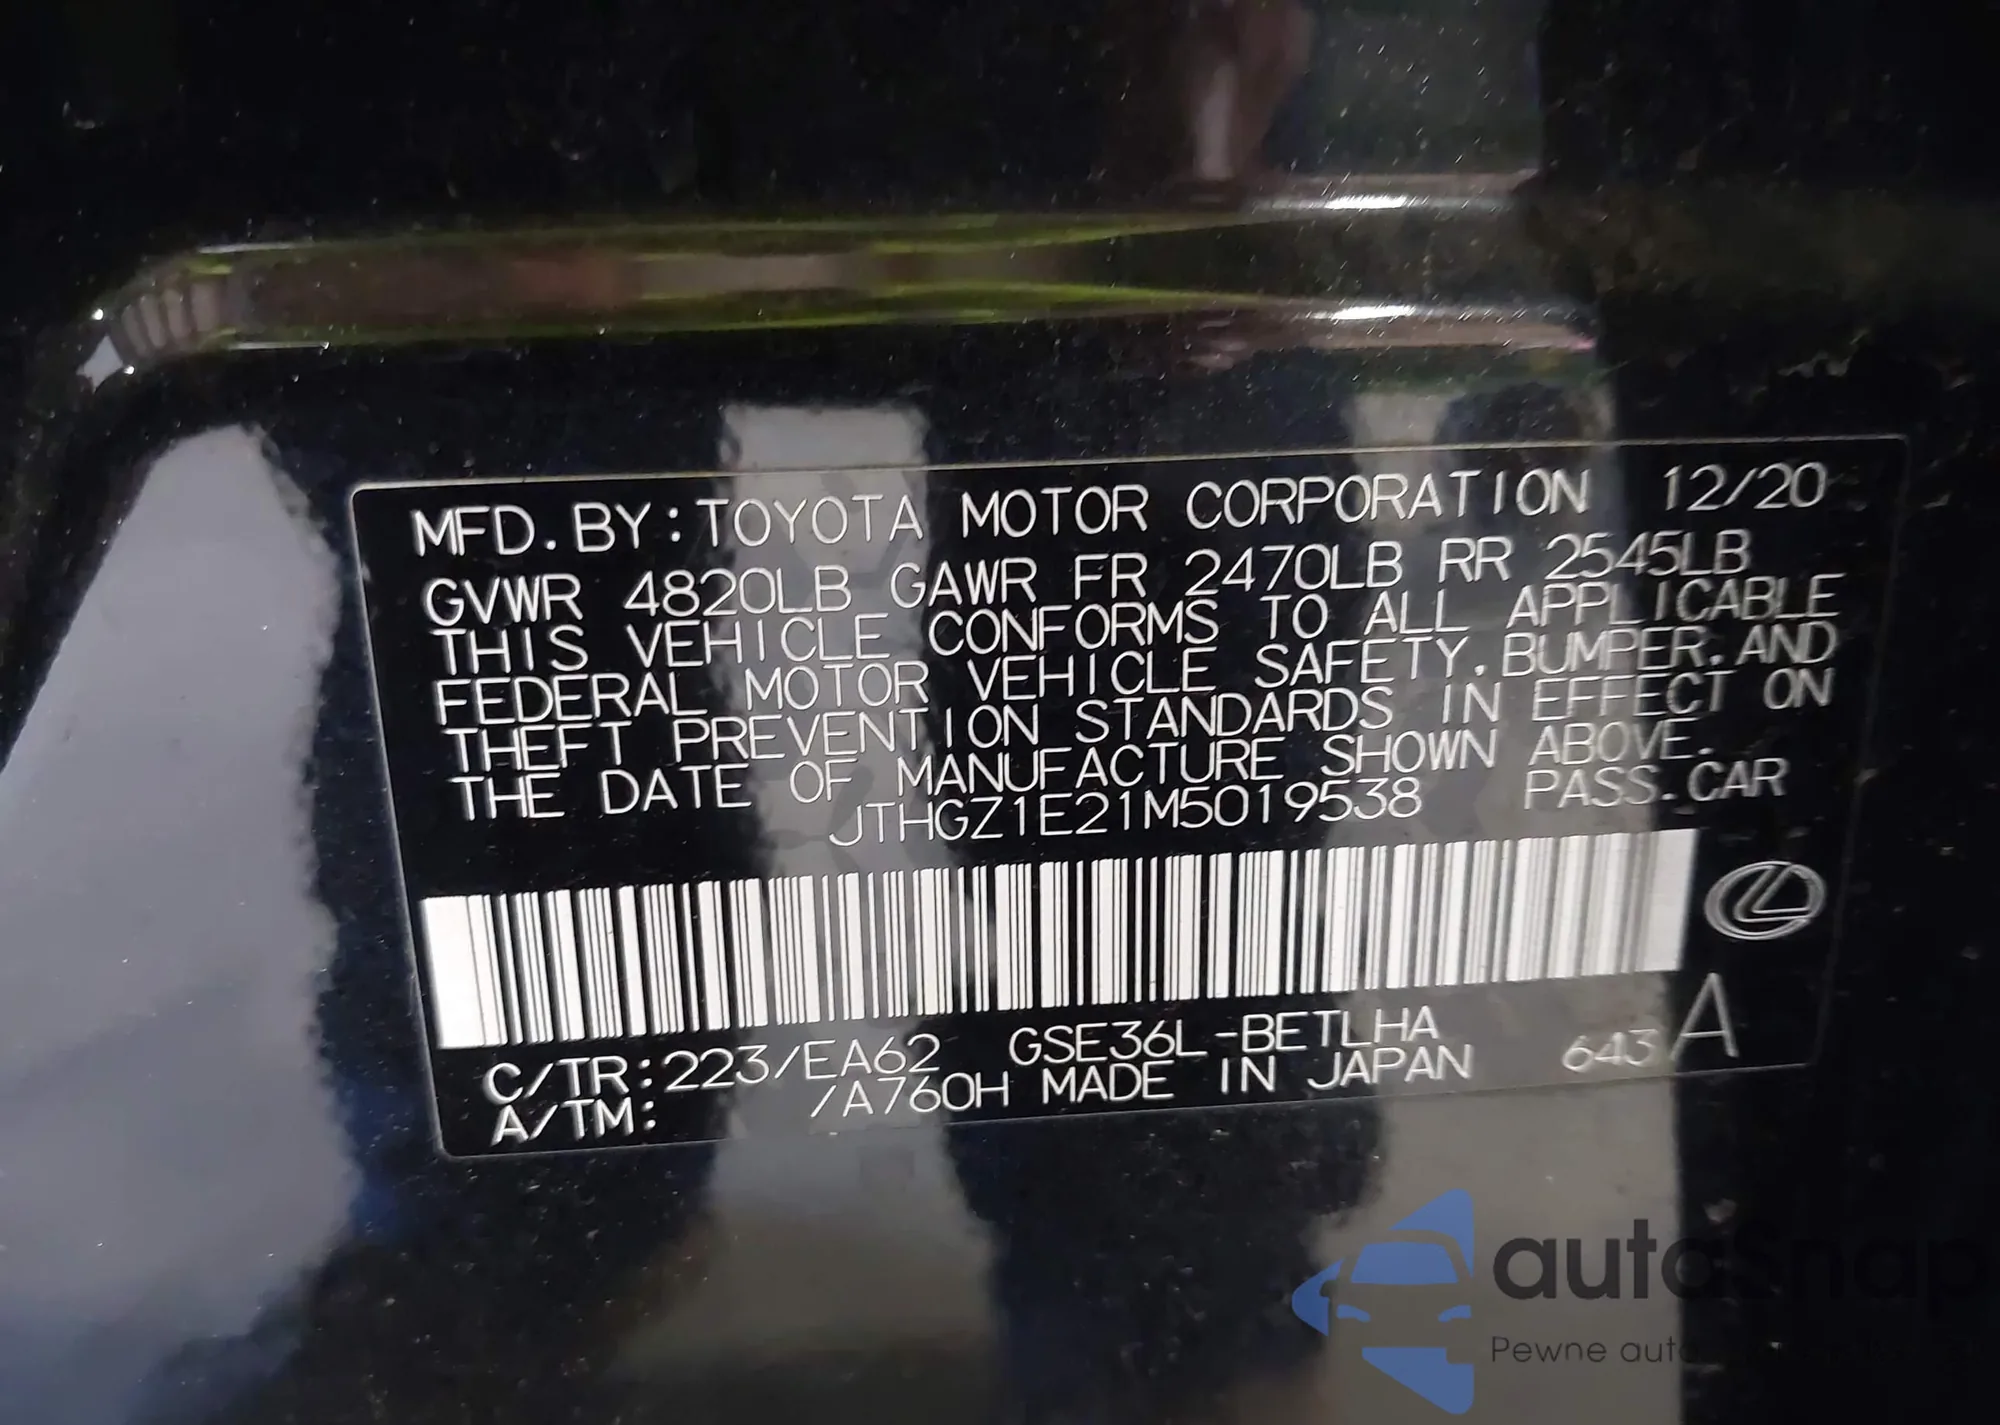 MFD. BY: TOYOTA MOTOR CORPORATION 12/20
GVWR 4820LB GAWR FR 2470LB RR 2545LB
THIS VEHICLE CONFORMS TO ALL APPLICABLE
FEDERAL MOTOR VEHICLE SAFETY, BUMPER, AND
THEFT PREVENTION STANDARDS IN EFFECT ON
THE DATE OF MANUFACTURE SHOWN ABOVE.
JTHGZ1E21M5019538 PASS. CAR
C/TR: 223/EA62 GSE36L-BETLHA 643 A
A/TM: /A760H MADE IN JAPAN
autosnap
Pewne